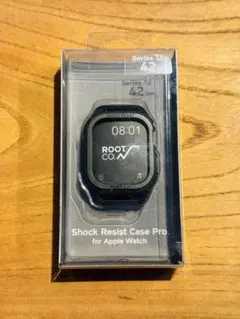 Series 10
42
Series 10
42mm
08:01
ROOT
CO.
Shock Resist Case Pro.
for Apple Watch